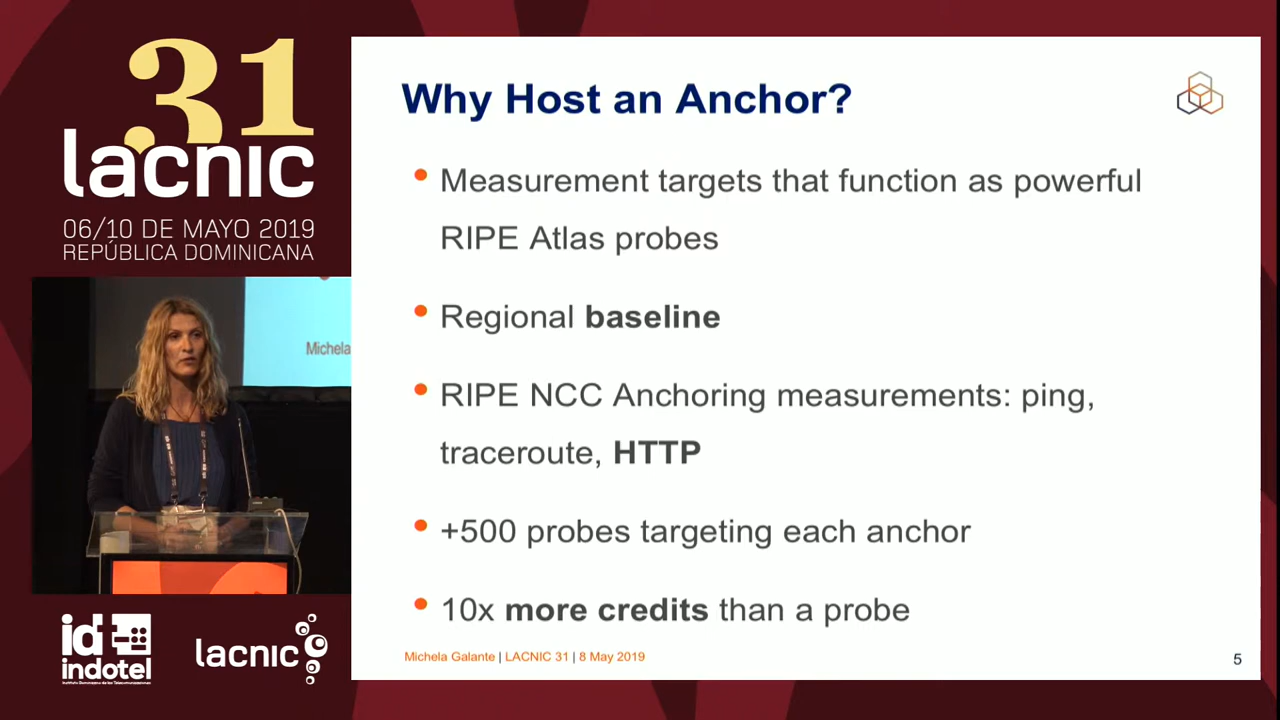 31
lacnic
06/10 DE MAYO 2019
REPÚBLICA DOMINICANA
Michela
indotel
lacnic
Why Host an Anchor?
• Measurement targets that function as powerful
RIPE Atlas probes
• Regional baseline
• RIPE NCC Anchoring measurements: ping,
traceroute, HTTP
• +500 probes targeting each anchor
• 10x more credits than a probe
Michela Galante | LACNIC 31 | 8 May 2019
5